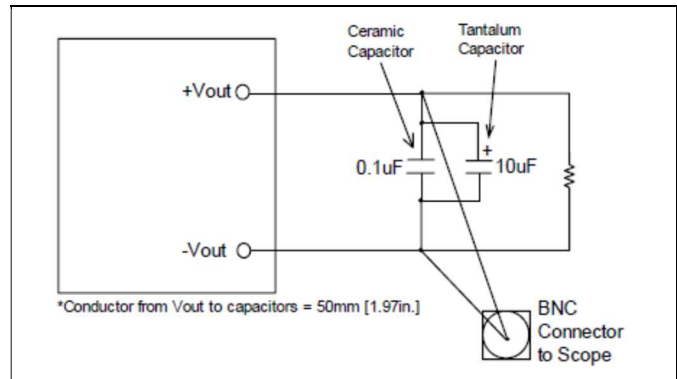 Ceramic
Capacitor
Tantalum
Capacitor
+Vout
+
0.1uF
10uF
-Vout
*Conductor from Vout to capacitors = 50mm [1.97in.]
BNC
Connector
to Scope